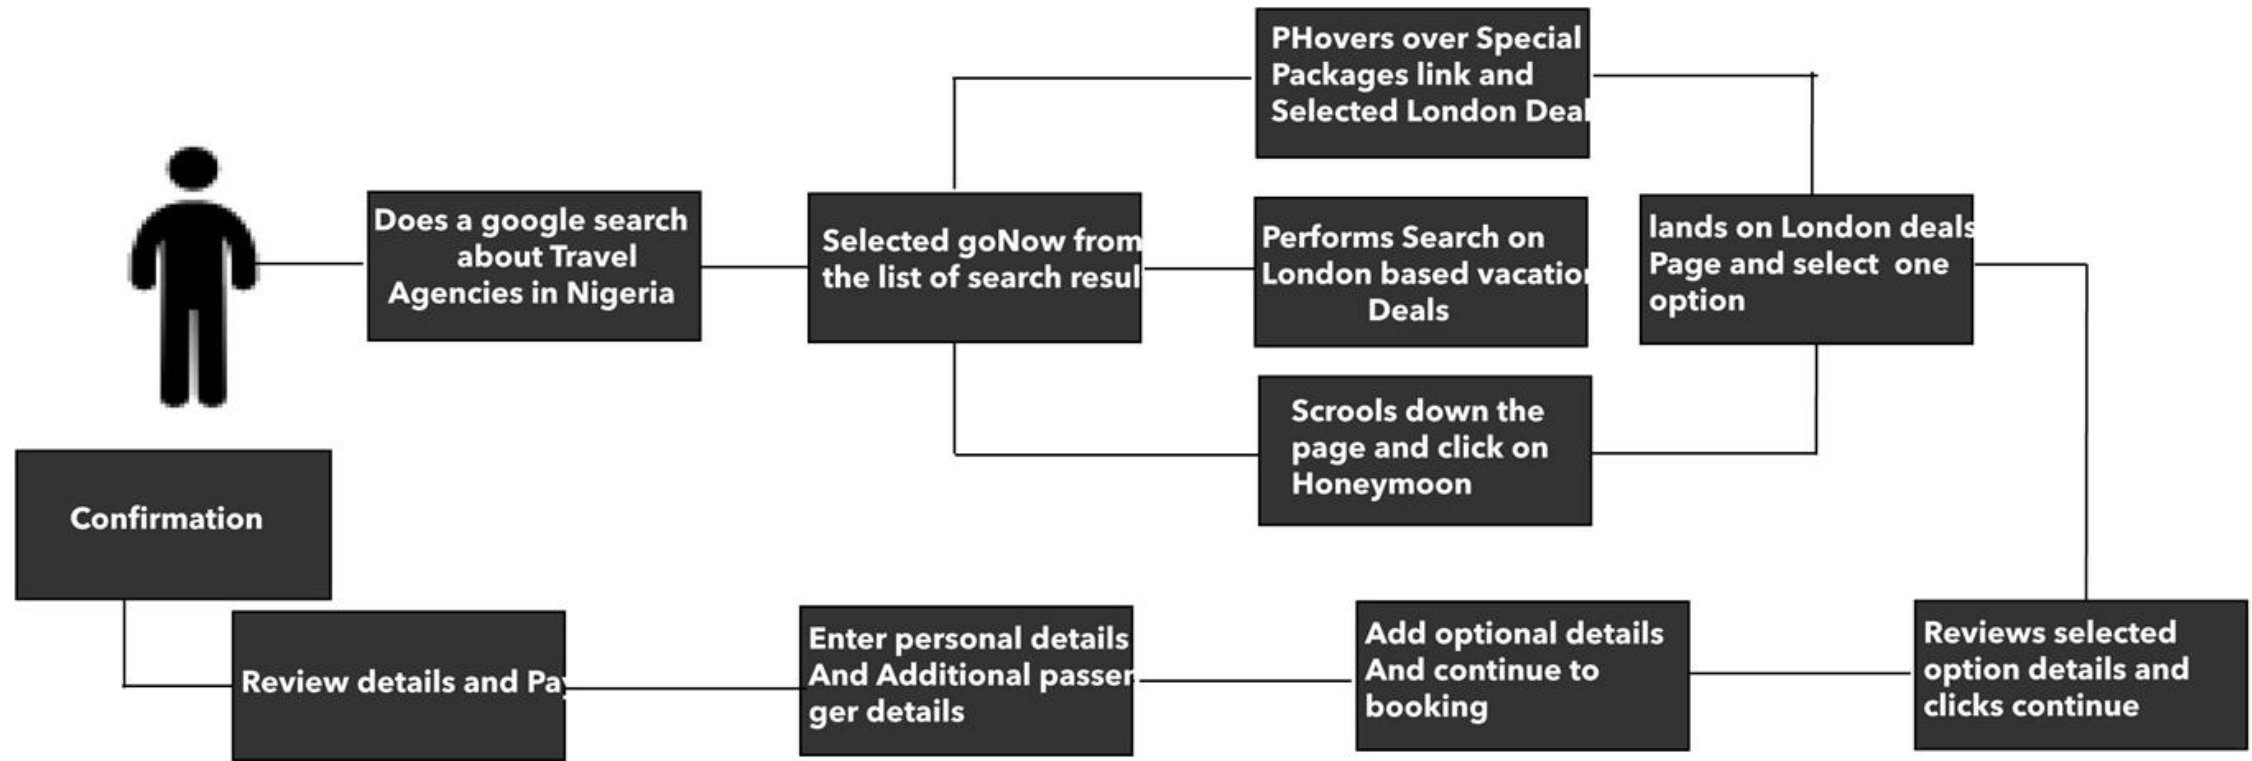 PHovers over Special
Packages link and
Selected London Deal
Does a google search
about Travel
Agencies in Nigeria
Selected goNow from
the list of search resul
Performs Search on
London based vacation
Deals
lands on London deals
Page and select one
option
Scrools down the
page and click on
Honeymoon
Confirmation
Review details and Pay
Enter personal details
And Additional passen
ger details
Add optional details
And continue to
booking
Reviews selected
option details and
clicks continue